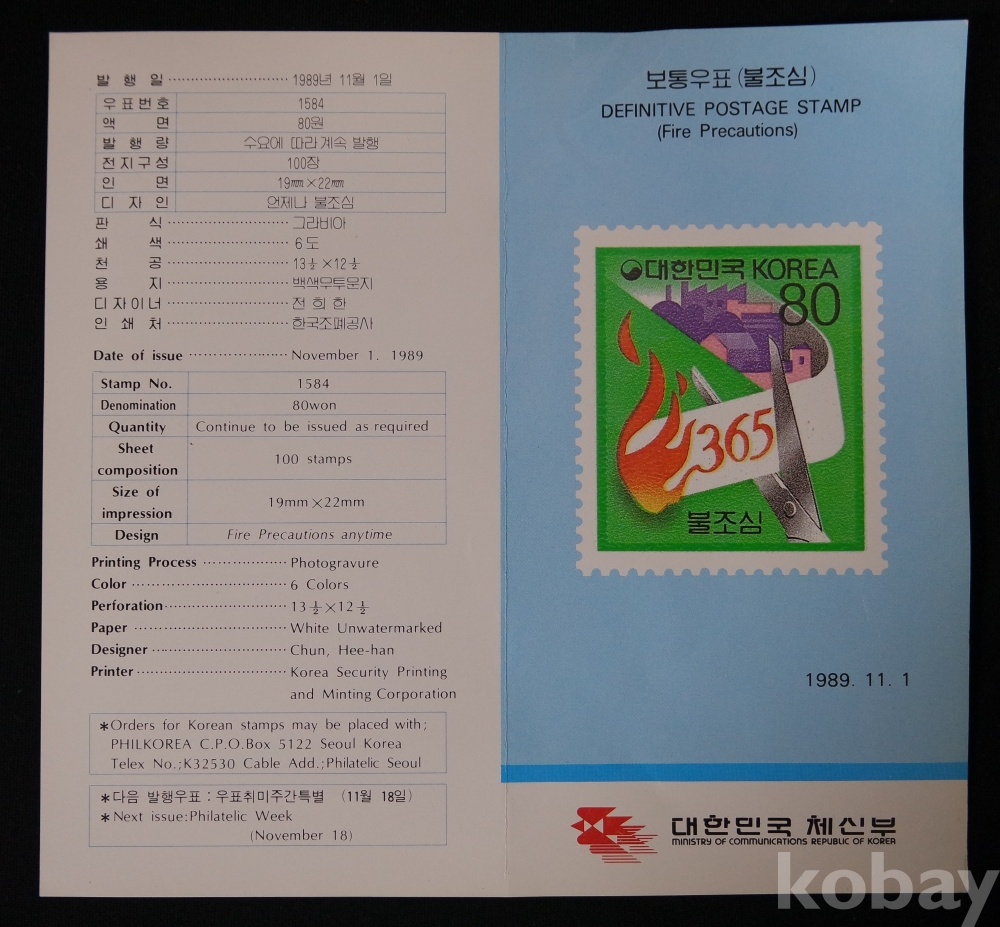 발 행 일 ························ 1989년 11월 1일
우표번호 1584
액 면 80원
발 행 량 수요에 따라 계속 발행
전지구성 100장
인 면 19㎜×22㎜
디 자 인 언제나 불조심
판 식 ························ 그라비아
쇄 색 ························ 6도
천 공 ························ 13½×12½
용 지 ························ 백색무투문지
디자이너 ························ 전 희 한
인 쇄 처 ························ 한국조폐공사
Date of issue ···················· November 1. 1989
Stamp No. 1584
Denomination 80won
Quantity Continue to be issued as required
Sheet
composition 100 stamps
Size of
impression 19mm×22mm
Design Fire Precautions anytime
Printing Process ················· Photogravure
Color ······························· 6 Colors
Perforation························· 13½×12½
Paper ······························· White Unwatermarked
Designer ··························· Chun, Hee-han
Printer······························ Korea Security Printing
and Minting Corporation
*Orders for Korean stamps may be placed with;
PHILKOREA C.P.O.Box 5122 Seoul Korea
Telex No.;K32530 Cable Add.;Philatelic Seoul
*다음 발행우표 : 우표취미주간특별 (11월 18일)
*Next issue:Philatelic Week
(November 18)
보통우표 (불조심)
DEFINITIVE POSTAGE STAMP
(Fire Precautions)
대한민국 KOREA
80
365
불조심
1989. 11. 1
대한민국 체신부
MINISTRY OF COMMUNICATIONS REPUBLIC OF KOREA
kobay